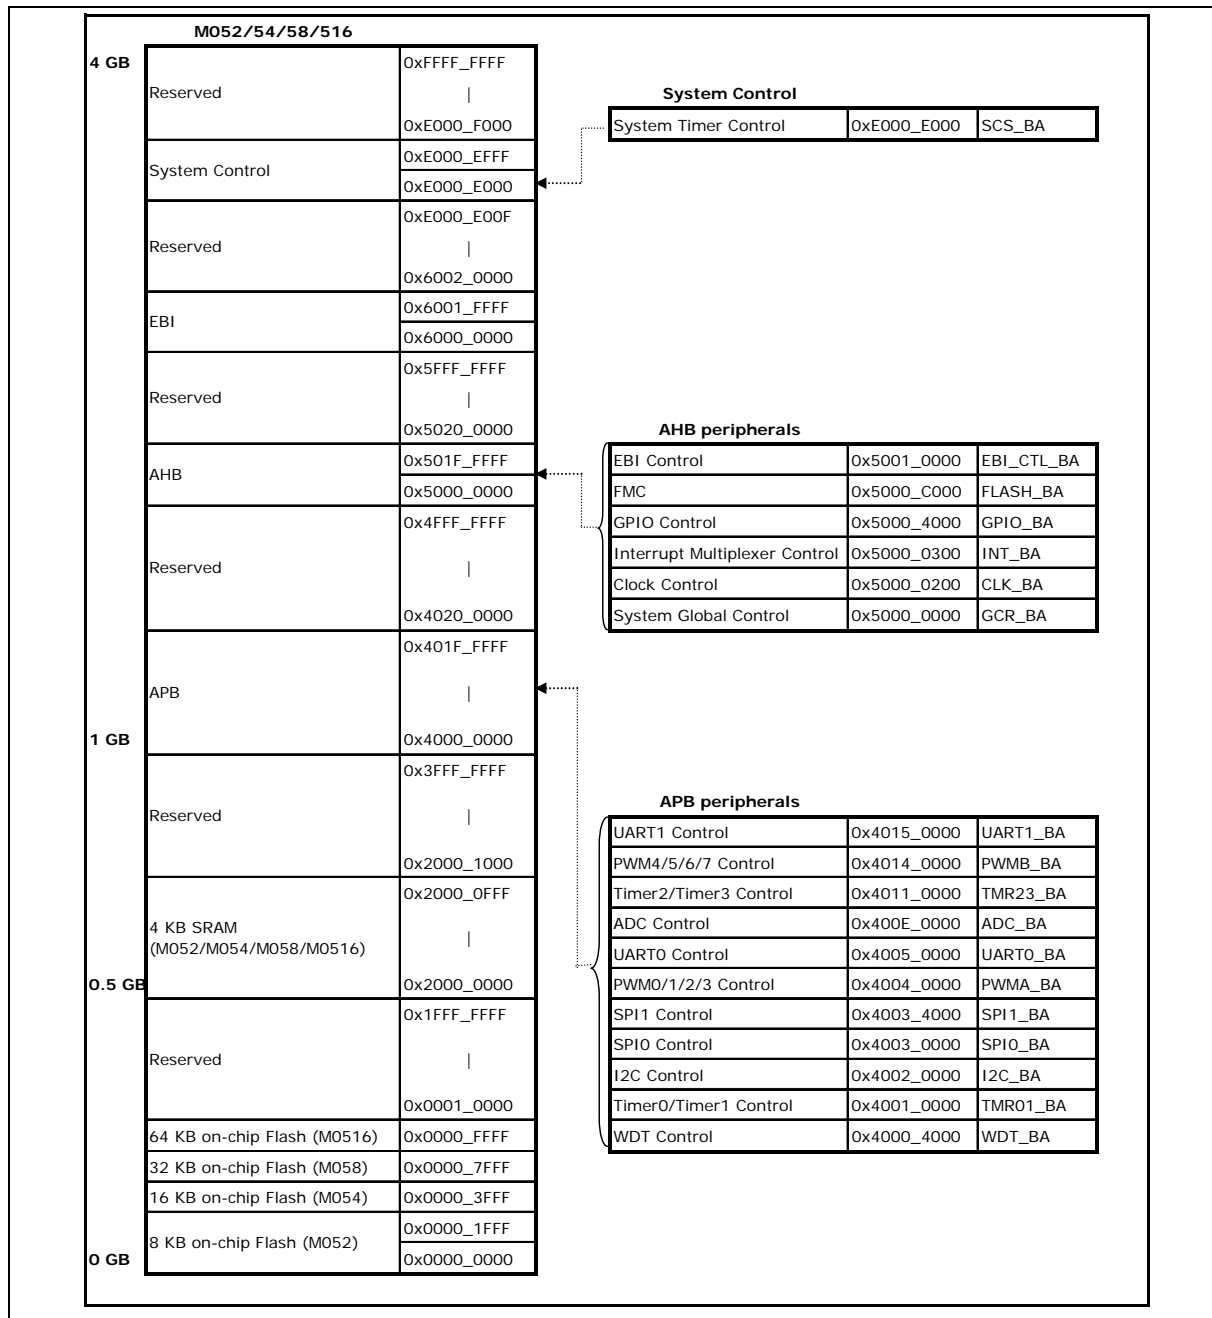 M052/54/58/516
4 GB
Reserved
0xFFFF_FFFF
|
0xE000_F000
System Control
0xE000_EFFF
0xE000_E000
Reserved
0xE000_E00F
|
0x6002_0000
EBI
0x6001_FFFF
0x6000_0000
Reserved
0x5FFF_FFFF
|
0x5020_0000
AHB
0x501F_FFFF
0x5000_0000
Reserved
0x4FFF_FFFF
|
0x4020_0000
APB
0x401F_FFFF
|
1 GB
0x4000_0000
Reserved
0x3FFF_FFFF
|
0x2000_1000
4 KB SRAM
(M052/M054/M058/M0516)
0x2000_0FFF
|
0.5 GB
0x2000_0000
Reserved
0x1FFF_FFFF
|
0x0001_0000
64 KB on-chip Flash (M0516) 0x0000_FFFF
32 KB on-chip Flash (M058) 0x0000_7FFF
16 KB on-chip Flash (M054) 0x0000_3FFF
8 KB on-chip Flash (M052)
0x0000_1FFF
0 GB
0x0000_0000
System Control
System Timer Control 0xE000_E000 SCS_BA
AHB peripherals
EBI Control 0x5001_0000 EBI_CTL_BA
FMC 0x5000_C000 FLASH_BA
GPIO Control 0x5000_4000 GPIO_BA
Interrupt Multiplexer Control 0x5000_0300 INT_BA
Clock Control 0x5000_0200 CLK_BA
System Global Control 0x5000_0000 GCR_BA
APB peripherals
UART1 Control 0x4015_0000 UART1_BA
PWM4/5/6/7 Control 0x4014_0000 PWMB_BA
Timer2/Timer3 Control 0x4011_0000 TMR23_BA
ADC Control 0x400E_0000 ADC_BA
UART0 Control 0x4005_0000 UART0_BA
PWM0/1/2/3 Control 0x4004_0000 PWMA_BA
SPI1 Control 0x4003_4000 SPI1_BA
SPI0 Control 0x4003_0000 SPI0_BA
I2C Control 0x4002_0000 I2C_BA
Timer0/Timer1 Control 0x4001_0000 TMR01_BA
WDT Control 0x4000_4000 WDT_BA